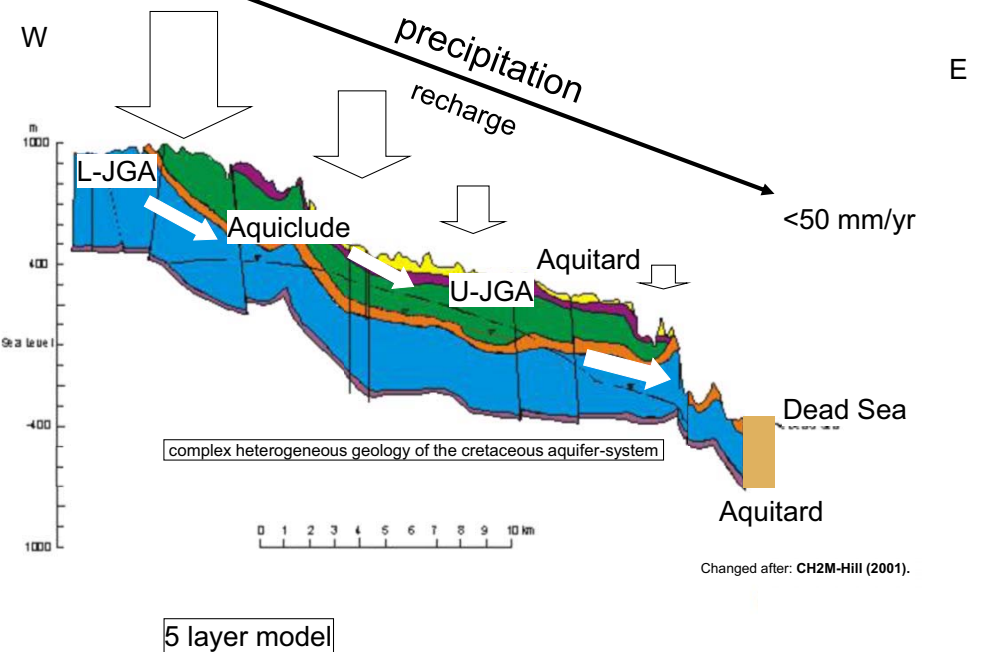 W
precipitation
recharge
E
m
1000
L-JGA
<50 mm/yr
Aquiclude
400
Aquitard
U-JGA
Sea level
Dead Sea
-400
complex heterogeneous geology of the cretaceous aquifer-system
Aquitard
0 1 2 3 4 5 6 7 8 9 10 km
1000
Changed after: CH2M-Hill (2001).
5 layer model